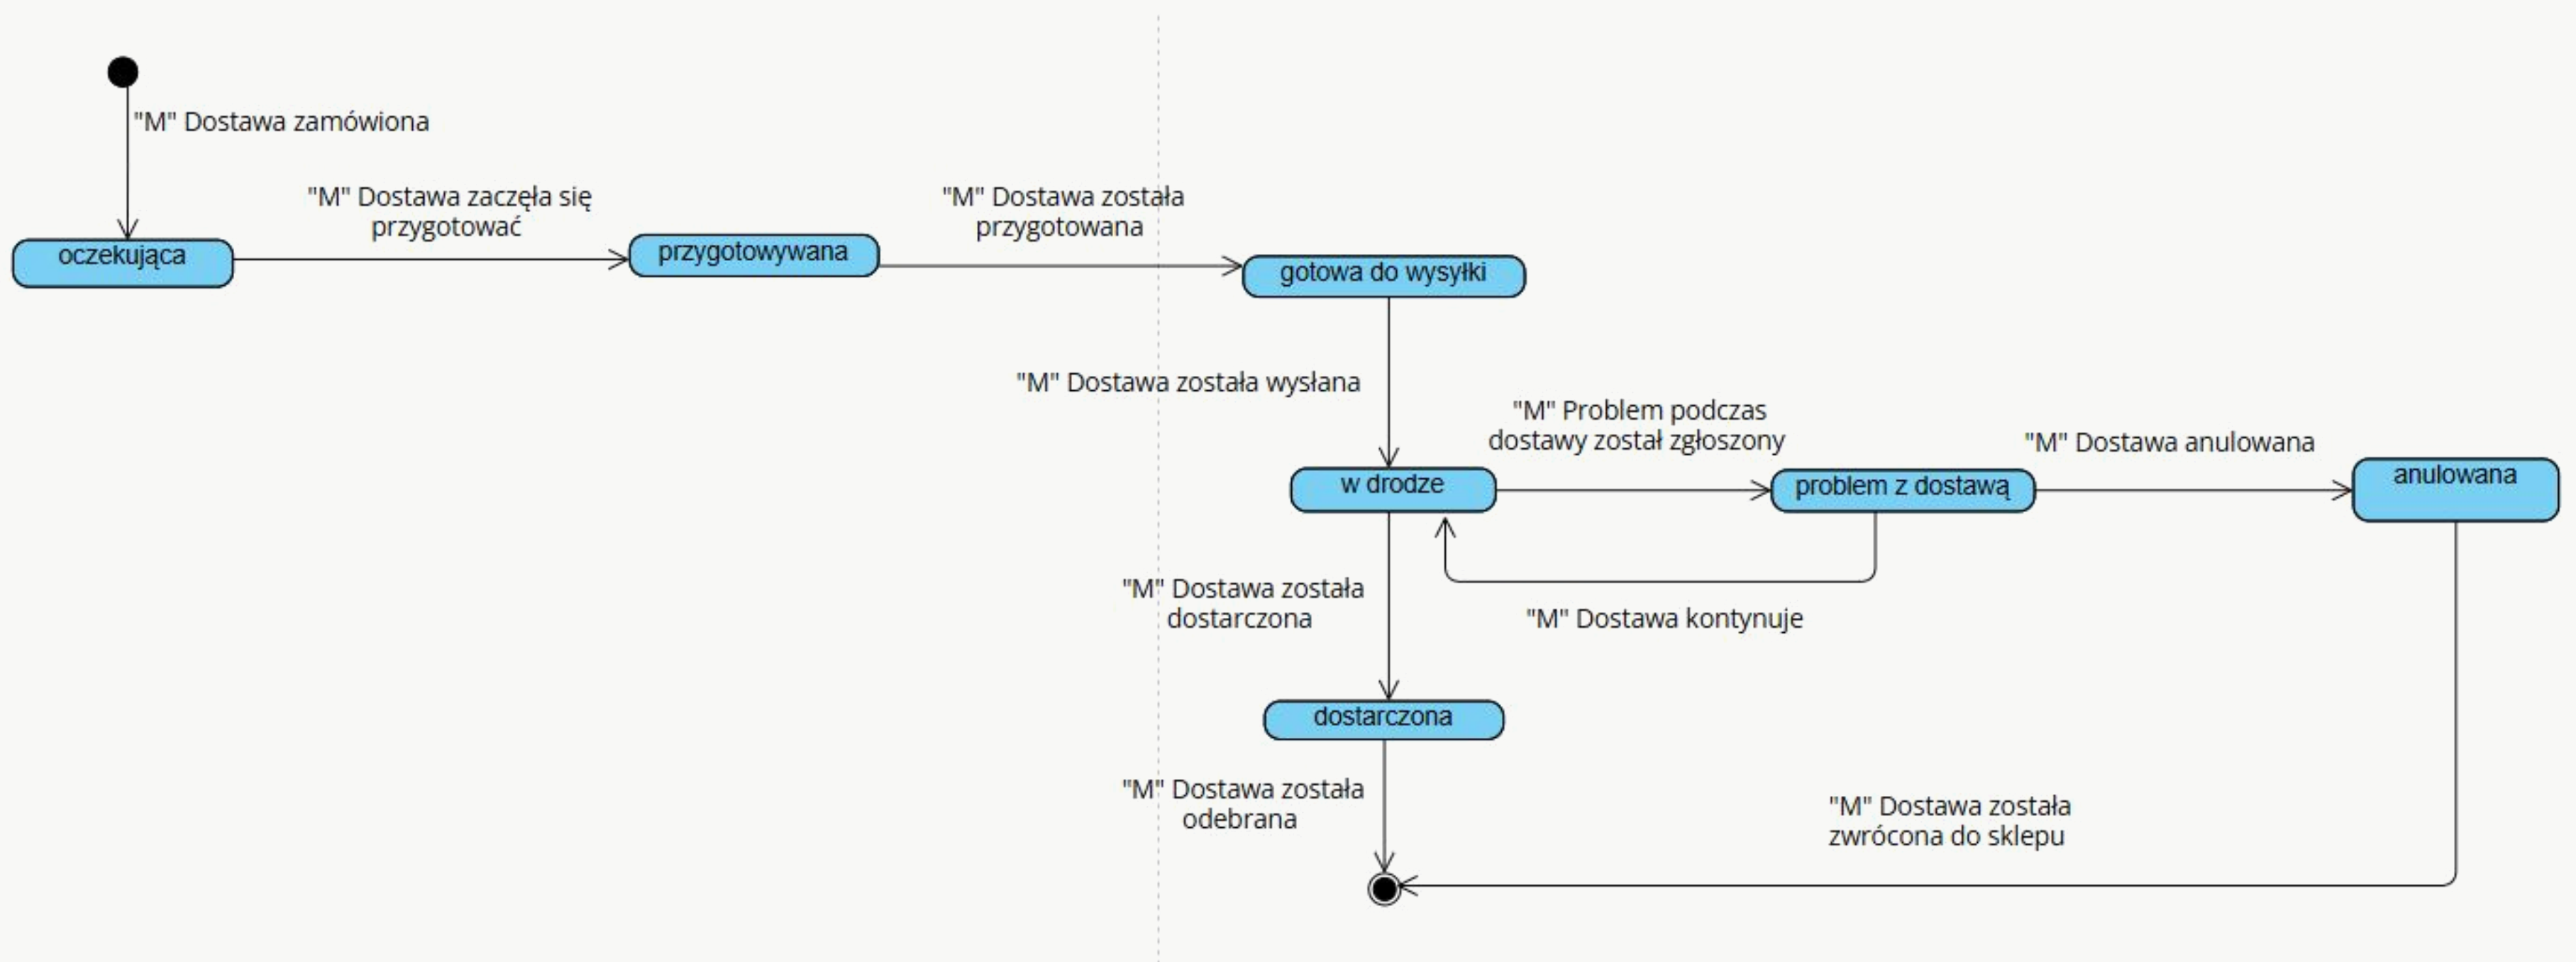 "M" Dostawa zamówiona
"M" Dostawa zaczęła się
przygotować
"M" Dostawa została
przygotowana
oczekująca
przygotowywana
gotowa do wysyłki
"M" Dostawa została wysłana
"M" Problem podczas
dostawy został zgłoszony
"M" Dostawa anulowana
w drodze
problem z dostawą
anulowana
"M" Dostawa została
dostarczona
"M" Dostawa kontynuje
dostarczona
"M" Dostawa została
odebrana
"M" Dostawa została
zwrócona do sklepu